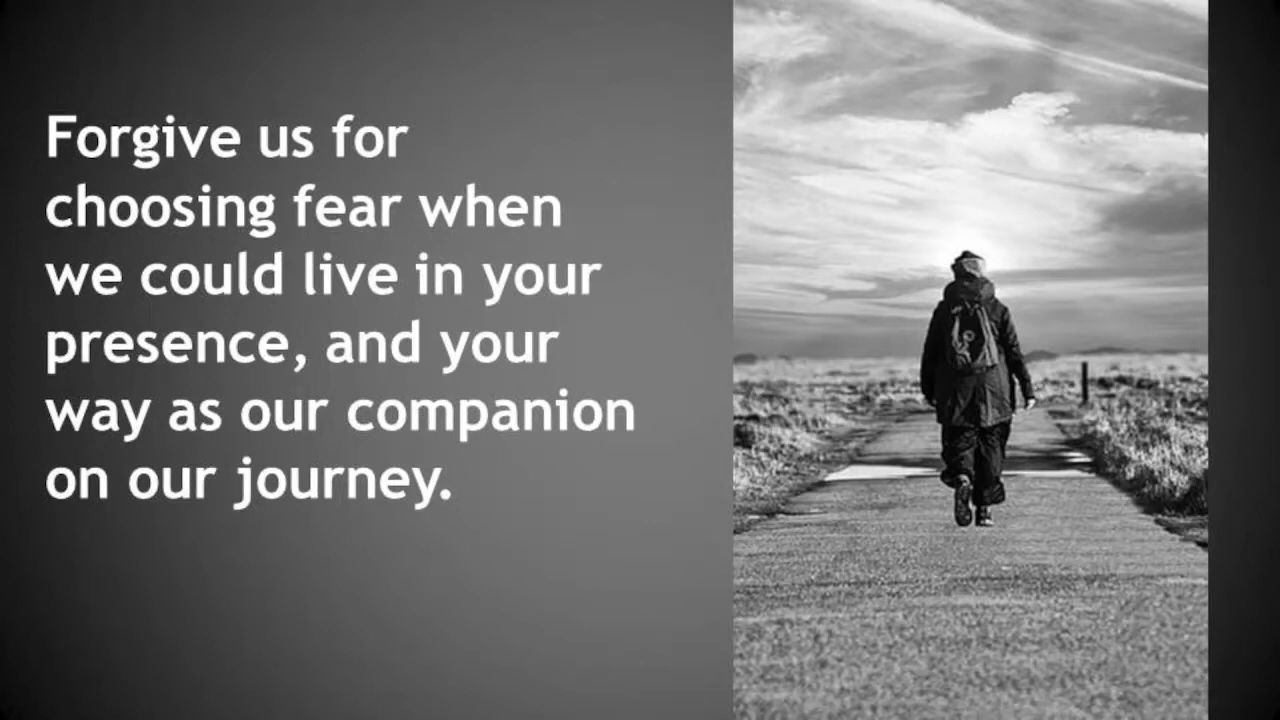 Forgive us for
choosing fear when
we could live in your
presence, and your
way as our companion
on our journey.